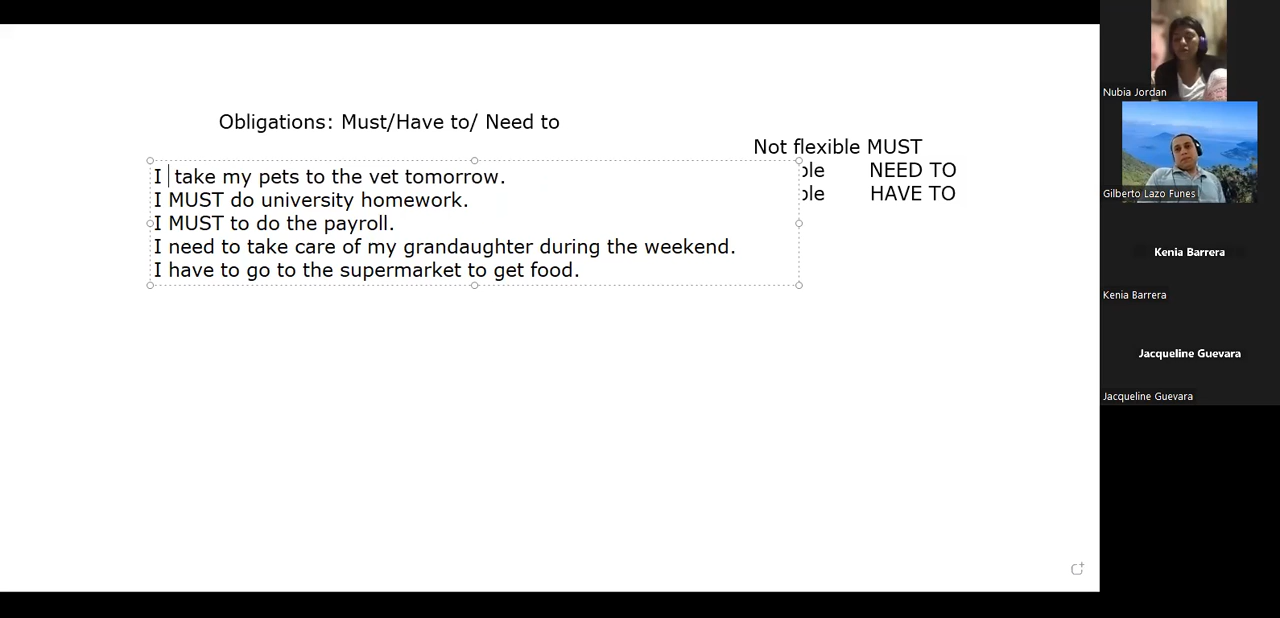 Obligations: Must/Have to/ Need to
Not flexible MUST
ble NEED TO
ble HAVE TO
I take my pets to the vet tomorrow.
I MUST do university homework.
I MUST to do the payroll.
I need to take care of my grandaughter during the weekend.
I have to go to the supermarket to get food.
Nubia Jordan
Gilberto Lazo Funes
Kenia Barrera
Kenia Barrera
Jacqueline Guevara
Jacqueline Guevara